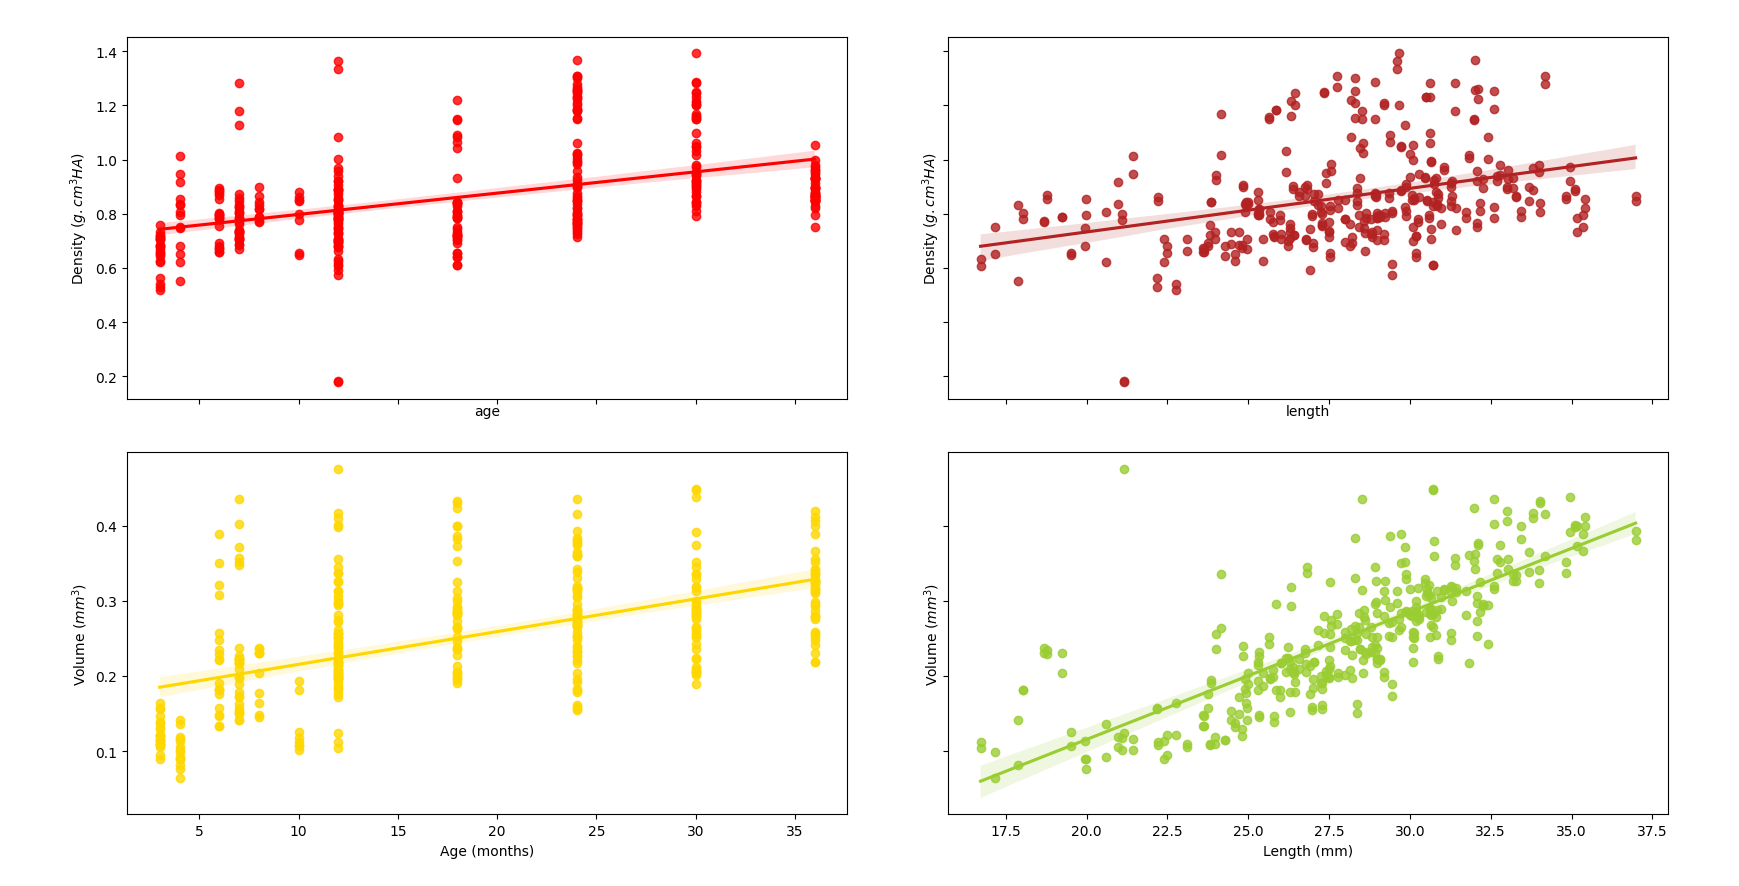 1.4
1.2
1.0
0.8
0.6
0.4
0.2
Density (g. cm³HA)
age
Density (g. cm³HA)
length
0.4
0.3
0.2
0.1
Volume (mm³)
5 10 15 20 25 30 35
Age (months)
Volume (mm³)
17.5 20.0 22.5 25.0 27.5 30.0 32.5 35.0 37.5
Length (mm)